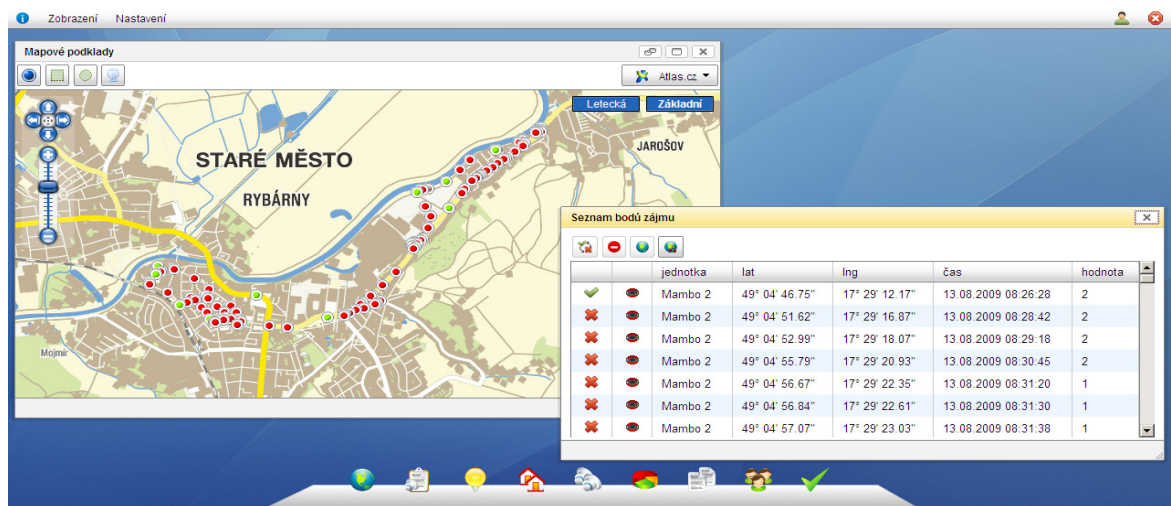 Zobrazení Nastavení
Mapové podklady
Atlas.cz
Letecká Základní
STARÉ MĚSTO
JAROŠOV
RYBÁRNY
Mojmír
Seznam bodů zájmu
jednotka lat lng čas hodnota
Mambo 2 49° 04' 46.75" 17° 29' 12.17" 13.08.2009 08:26:28 2
Mambo 2 49° 04' 51.62" 17° 29' 16.87" 13.08.2009 08:28:42 2
Mambo 2 49° 04' 52.99" 17° 29' 18.07" 13.08.2009 08:29:18 2
Mambo 2 49° 04' 55.79" 17° 29' 20.93" 13.08.2009 08:30:45 2
Mambo 2 49° 04' 56.67" 17° 29' 22.35" 13.08.2009 08:31:20 1
Mambo 2 49° 04' 56.84" 17° 29' 22.61" 13.08.2009 08:31:30 1
Mambo 2 49° 04' 57.07" 17° 29' 23.03" 13.08.2009 08:31:38 1